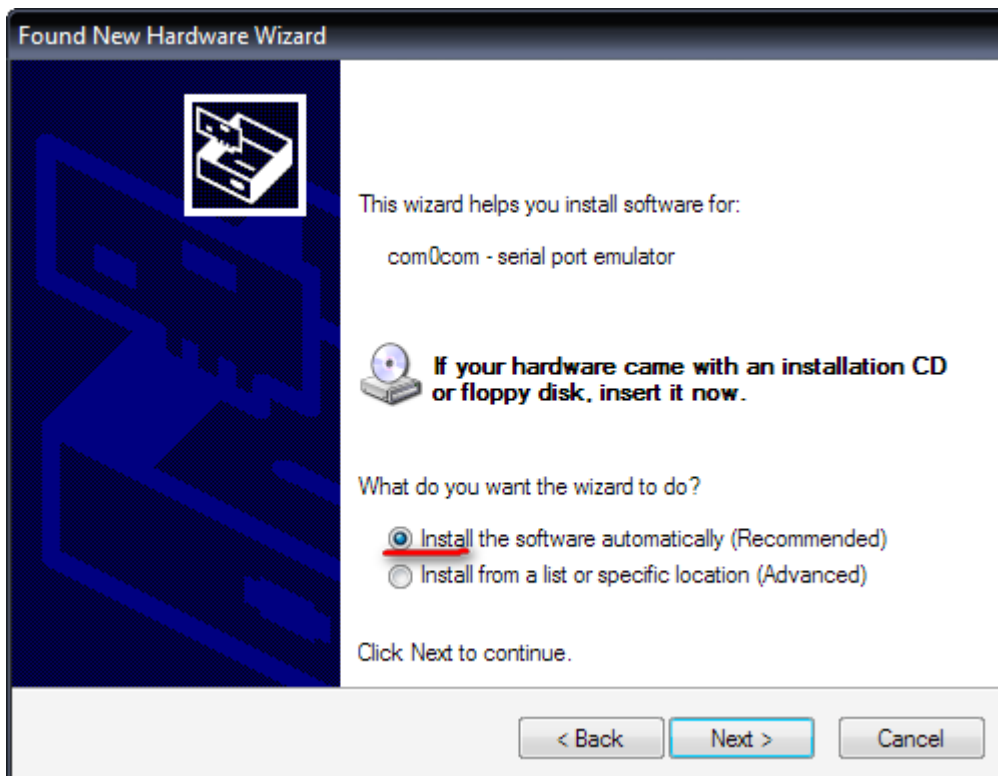 Found New Hardware Wizard
This wizard helps you install software for:
com0com - serial port emulator
If your hardware came with an installation CD
or floppy disk, insert it now.
What do you want the wizard to do?
Install the software automatically (Recommended)
Install from a list or specific location (Advanced)
Click Next to continue.
< Back Next > Cancel